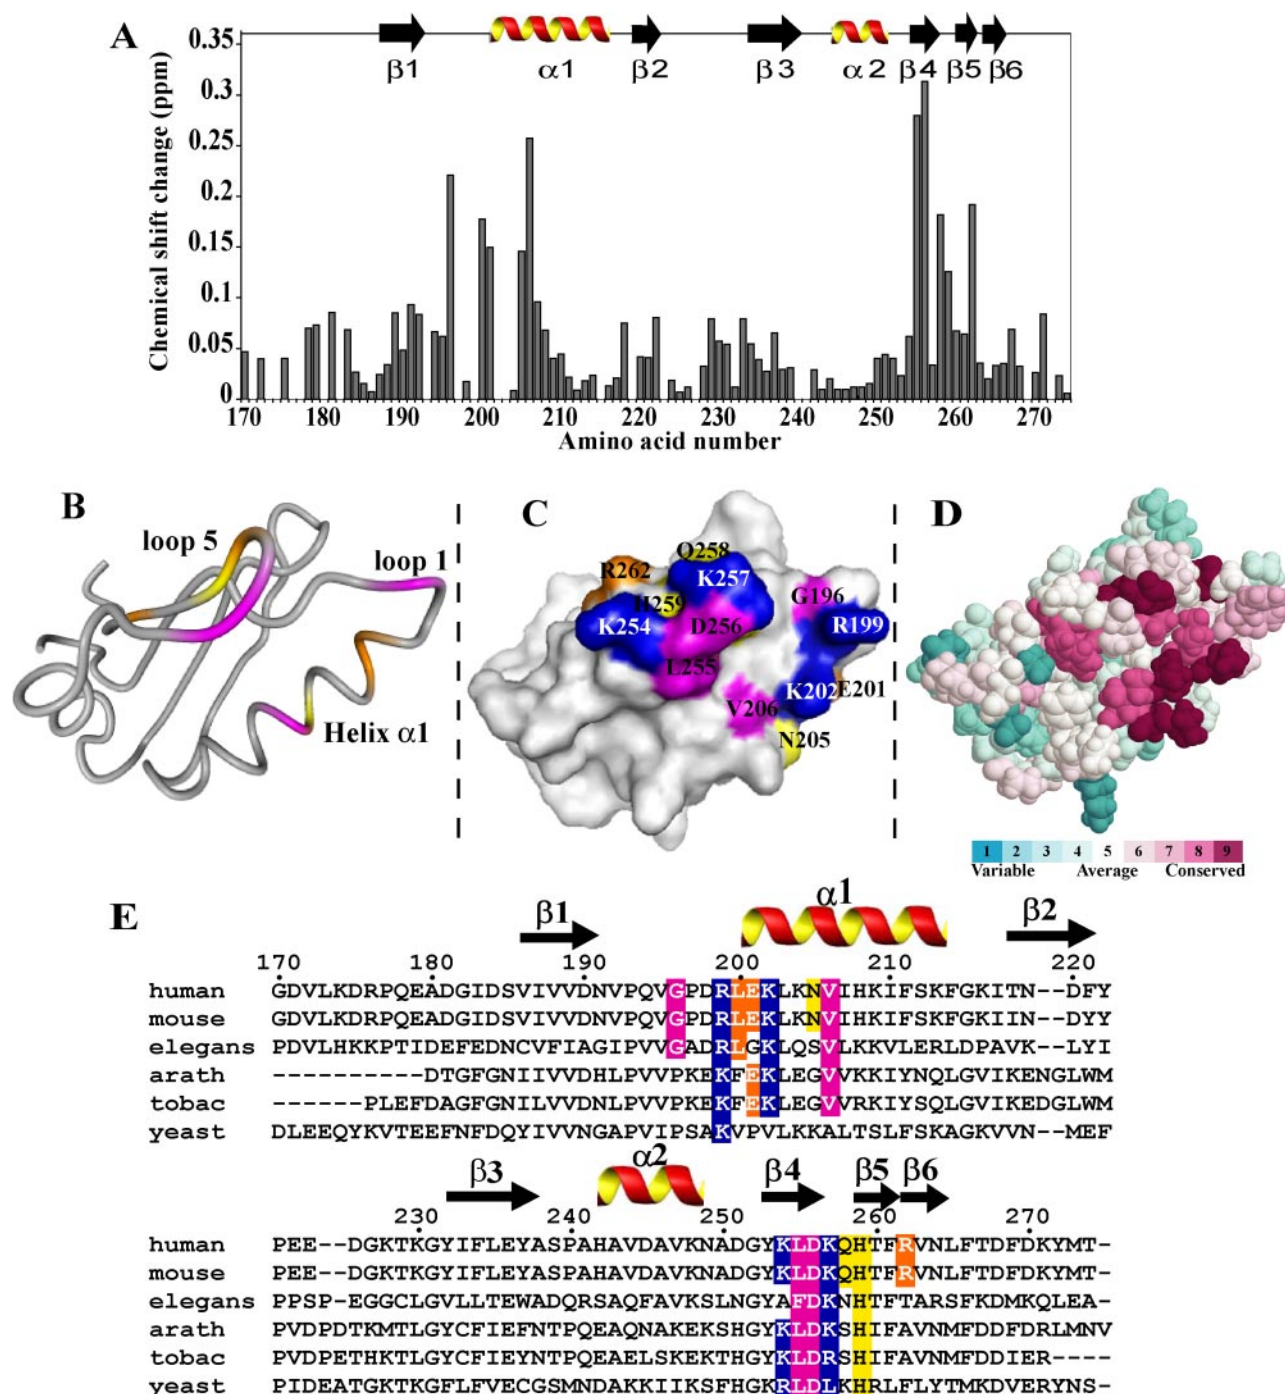 A
β1 α1 β2 β3 α2 β4 β5 β6
Chemical shift change (ppm)
0.35
0.3
0.25
0.2
0.15
0.1
0.05
0
170 180 190 200 210 220 230 240 250 260 270
Amino acid number
B
loop 5
loop 1
Helix α1
C
Q258
R262
K257
G196
H259
K254
D256
R199
L255
K202
E201
V206
N205
D
1 2 3 4 5 6 7 8 9
Variable Average Conserved
E
β1 α1 β2
170 180 190 200 210 220
human GDVLKDRPQEADGIDSVIVVDNVPQVGPDRLEKLKNVIHKIFSKFGKITN--DFY
mouse GDVLKDRPQEADGIDSVIVVDNVPQVGPDRLEKLKNVIHKIFSKFGKIIN--DYY
elegans PDVLHKKPTIDEFEDNCVFIAGIPVVGADRLGKLQSVLKKVLERLDPAVK--LYI
arath ----------DTGFGNIIVVDHLPVVPKEKFEKLEGVVKKIYNQLGVIKENGLWM
tobac ------PLEFDAGFGNILVVDNLPVVPKEKFEKLEGVVRKIYSQLGVIKEDGLWM
yeast DLEEQYKVTEEFNFDQYIVVNGAPVIPSAKVPVLKKALTSLFSKAGKVVN--MEF
β3 α2 β4 β5 β6
230 240 250 260 270
human PEE--DGKTKGYIFLEYASPAHAVDAVKNADGYKLDKQHTFRVNLFTDFDKYMT-
mouse PEE--DGKTKGYIFLEYASPAHAVDAVKNADGYKLDKQHTFRVNLFTDFDKYMT-
elegans PPSP-EGGCLGVLLTEWADQRSAQFAVKSLNGYAFDKNHTFTARSFKDMKQLEA-
arath PVDPDTKMTLGYCFIEFNTPQEAQNAKEKSHGYKLDKSHIFAVNMFDDFDRLMNV
tobac PVDPETHKTLGYCFIEYNTPQEAELSKEKTHGYKLDRSHIFAVNMFDDIER----
yeast PIDEATGKTKGFLFVECGSMNDAKKIIKSFHGKRLDLKHRLFLYTMKDVERYNS-